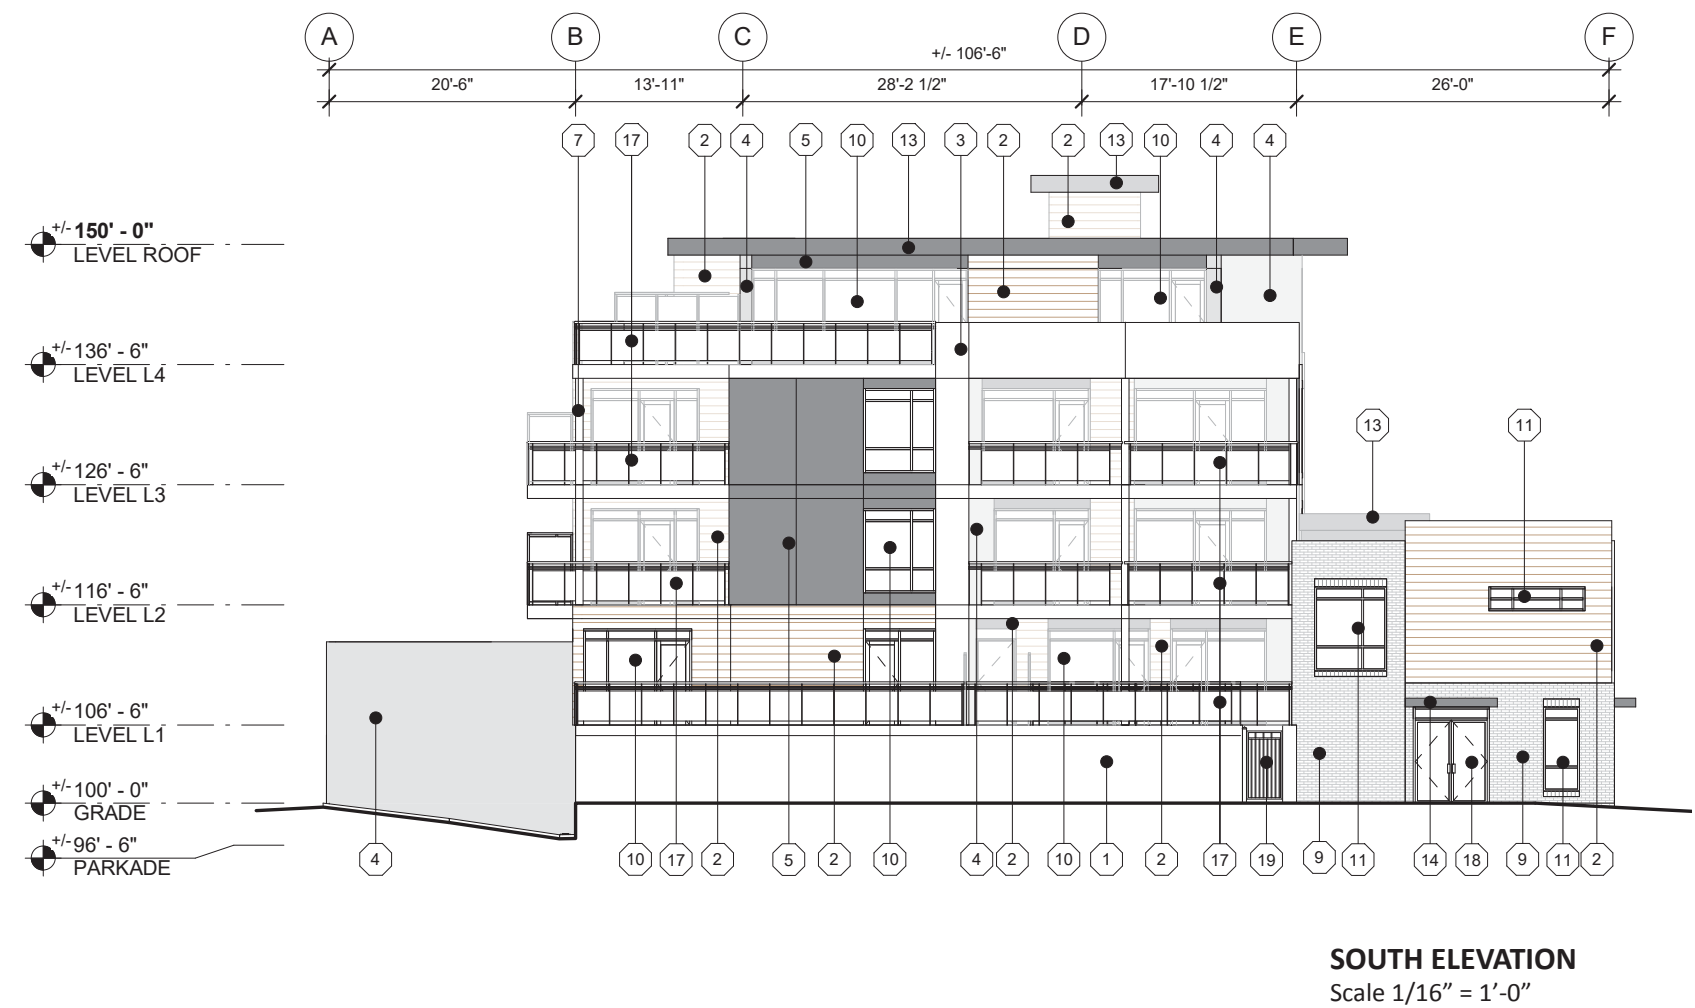 A B C D E F
+/- 106'-6"
20'-6" 13'-11" 28'-2 1/2" 17'-10 1/2" 26'-0"
7 17 2 4 5 10 13 3 2 2 13 10 4 4
+/- 150' - 0"
LEVEL ROOF
+/- 136' - 6"
LEVEL L4
13 11
+/- 126' - 6"
LEVEL L3
+/- 116' - 6"
LEVEL L2
+/- 106' - 6"
LEVEL L1
+/- 100' - 0"
GRADE
+/- 96' - 6"
PARKADE
4 10 17 2 5 2 10 4 2 10 1 2 17 19 9 11 14 18 9 11 2
SOUTH ELEVATION
Scale 1/16” = 1’-0”